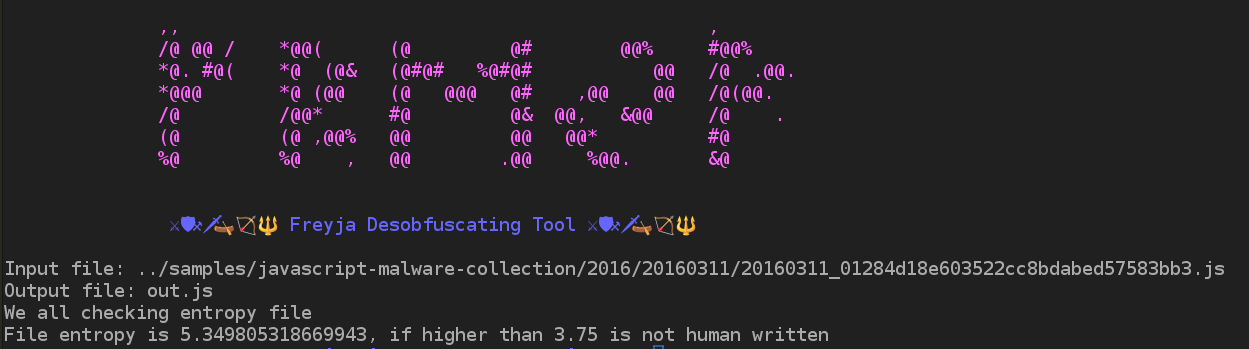 ,,                                                ,
/@ @@ /    *@@(      (@         @#        @@%     #@@%
*@. #@(    *@  (@&   (@#@#   %@#@#           @@   /@  .@@.
*@@@       *@ (@@    (@   @@@   @#    ,@@    @@   /@(@@.
/@         /@@*      #@         @&  @@,   &@@     /@    .
(@         (@ ,@@%   @@         @@   @@*          #@
%@         %@    ,   @@        .@@     %@@.       &@
Freyja Desobfuscating Tool
Input file: ../samples/javascript-malware-collection/2016/20160311/20160311_01284d18e603522cc8bdabed57583bb3.js
Output file: out.js
We all checking entropy file
File entropy is 5.349805318669943, if higher than 3.75 is not human written